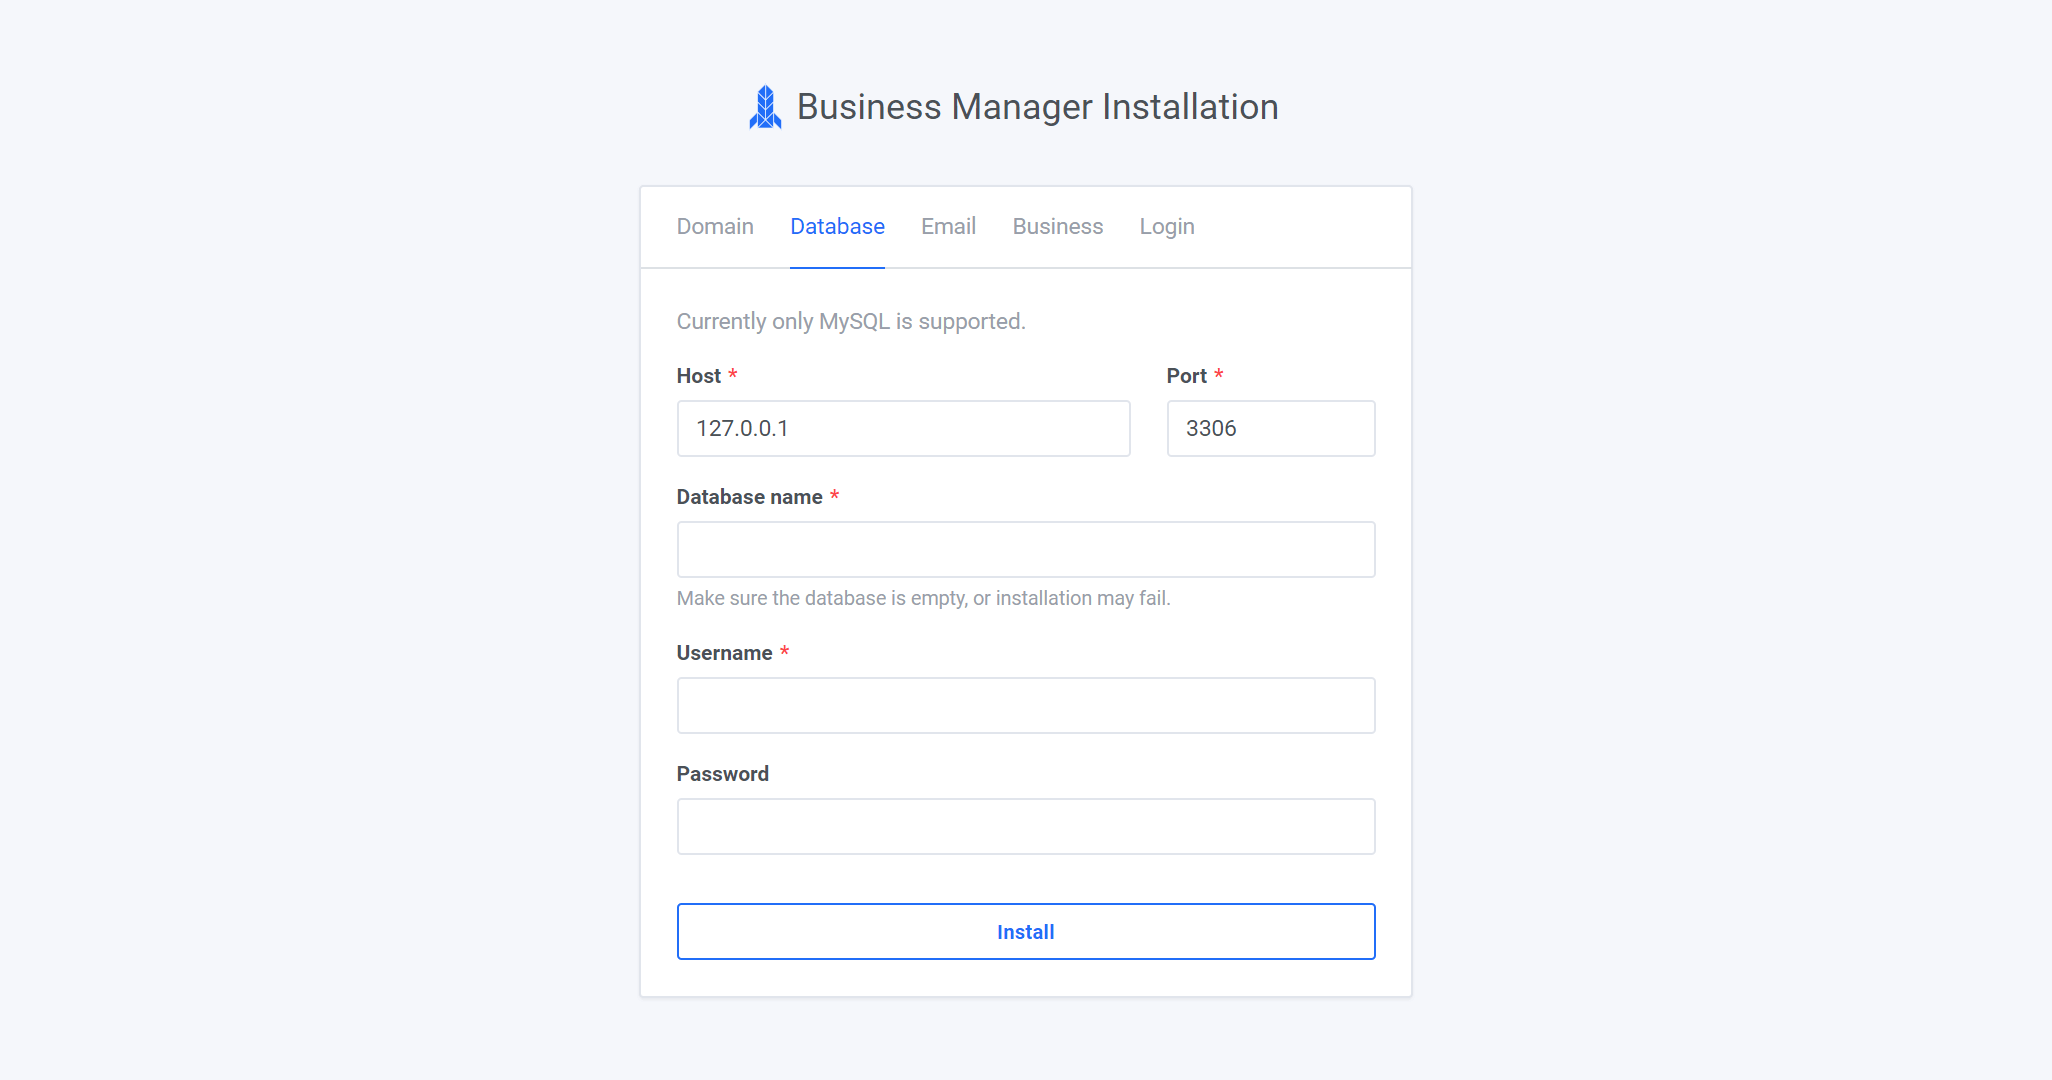 Business Manager Installation
Domain Database Email Business Login
Currently only MySQL is supported.
Host * Port *
127.0.0.1 3306
Database name *
Make sure the database is empty, or installation may fail.
Username *
Password
Install